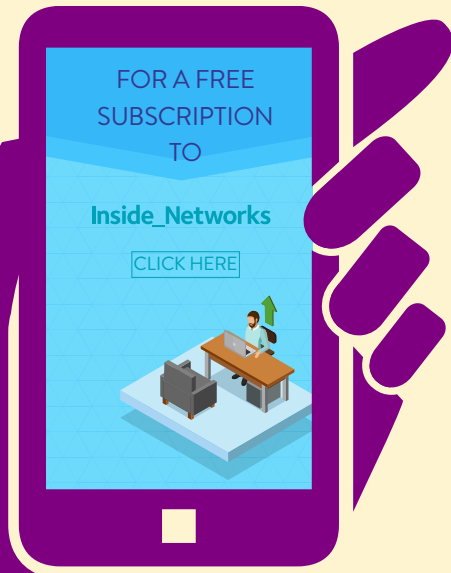 FOR A FREE
SUBSCRIPTION
TO
Inside_Networks
CLICK HERE